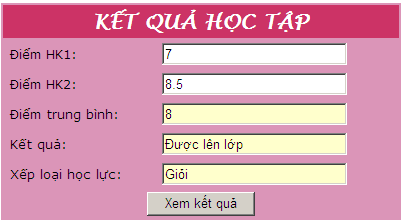 KẾT QUẢ HỌC TẬP
Điểm HK1: 7
Điểm HK2: 8.5
Điểm trung bình: 8
Kết quả: Được lên lớp
Xếp loại học lực: Giỏi
Xem kết quả